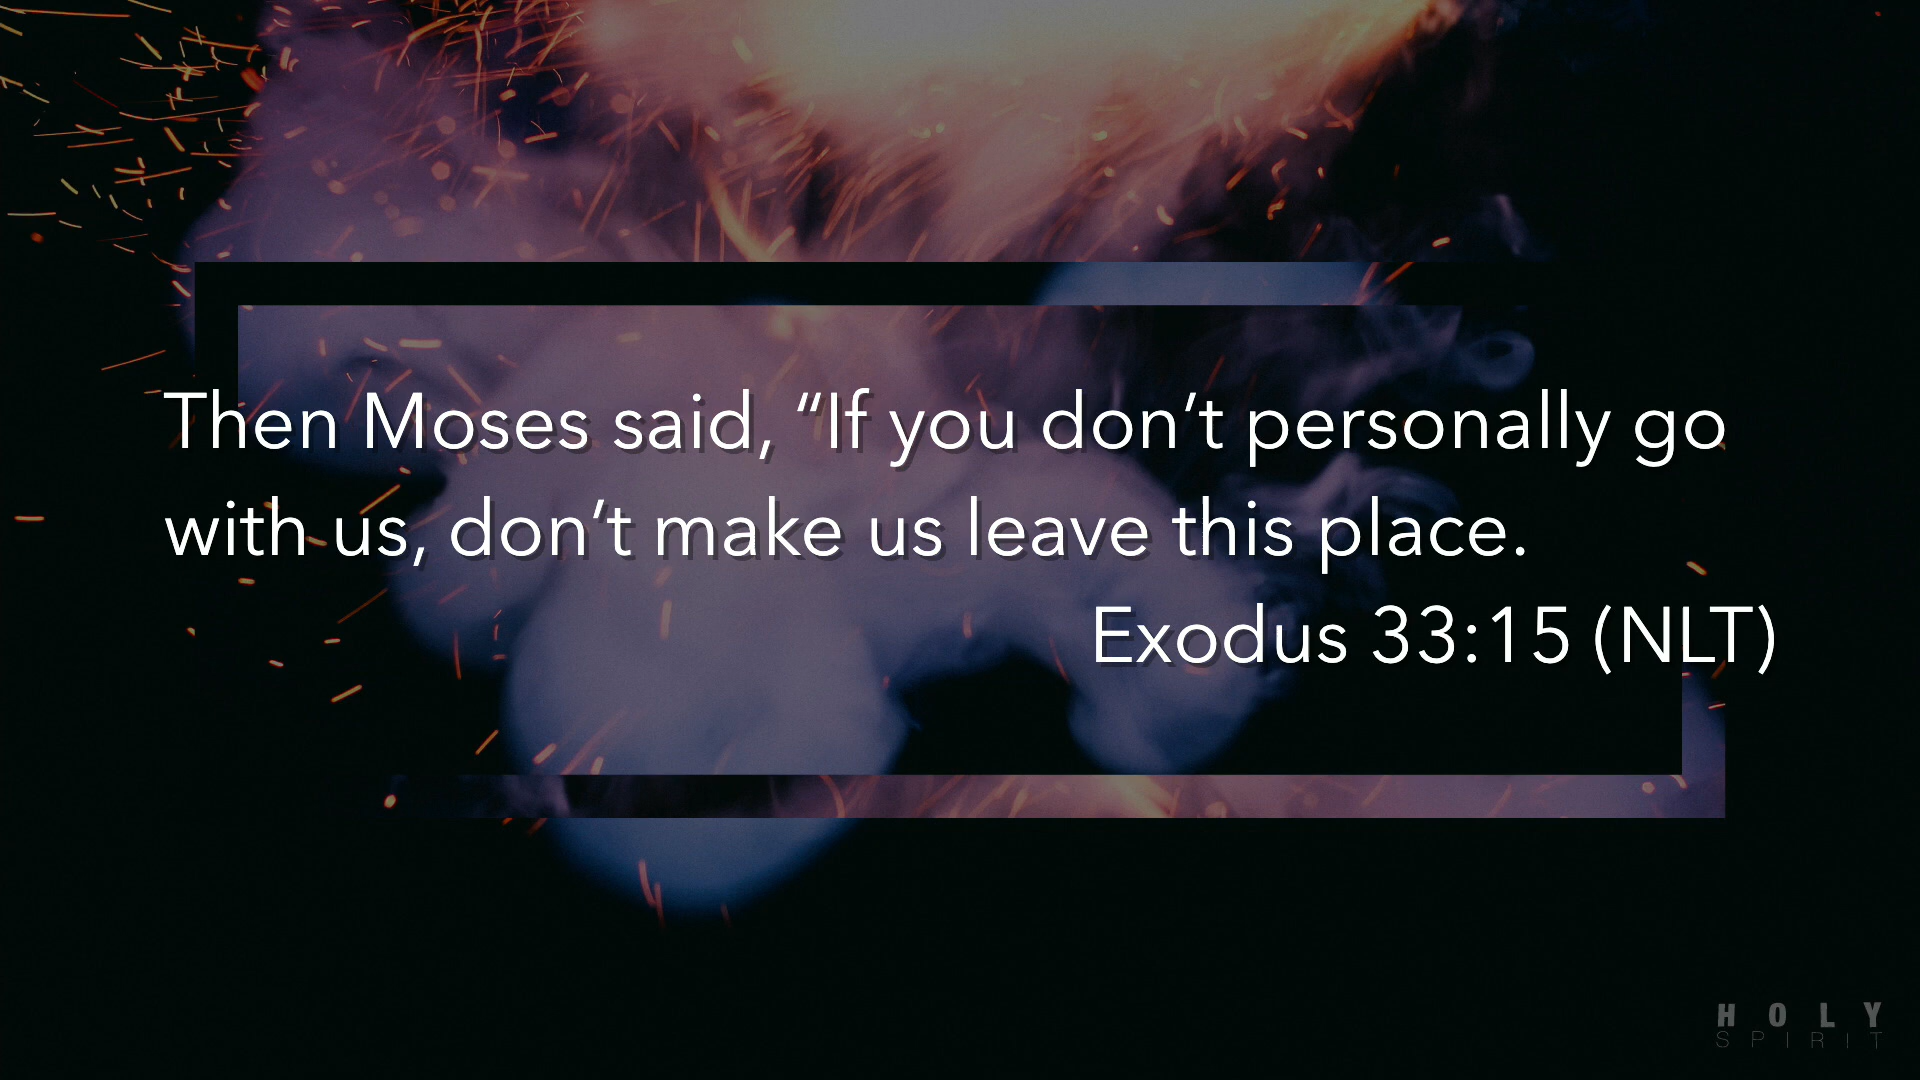 Then Moses said, “If you don’t personally go
with us, don’t make us leave this place.
Exodus 33:15 (NLT)
HOLY
SPIRIT